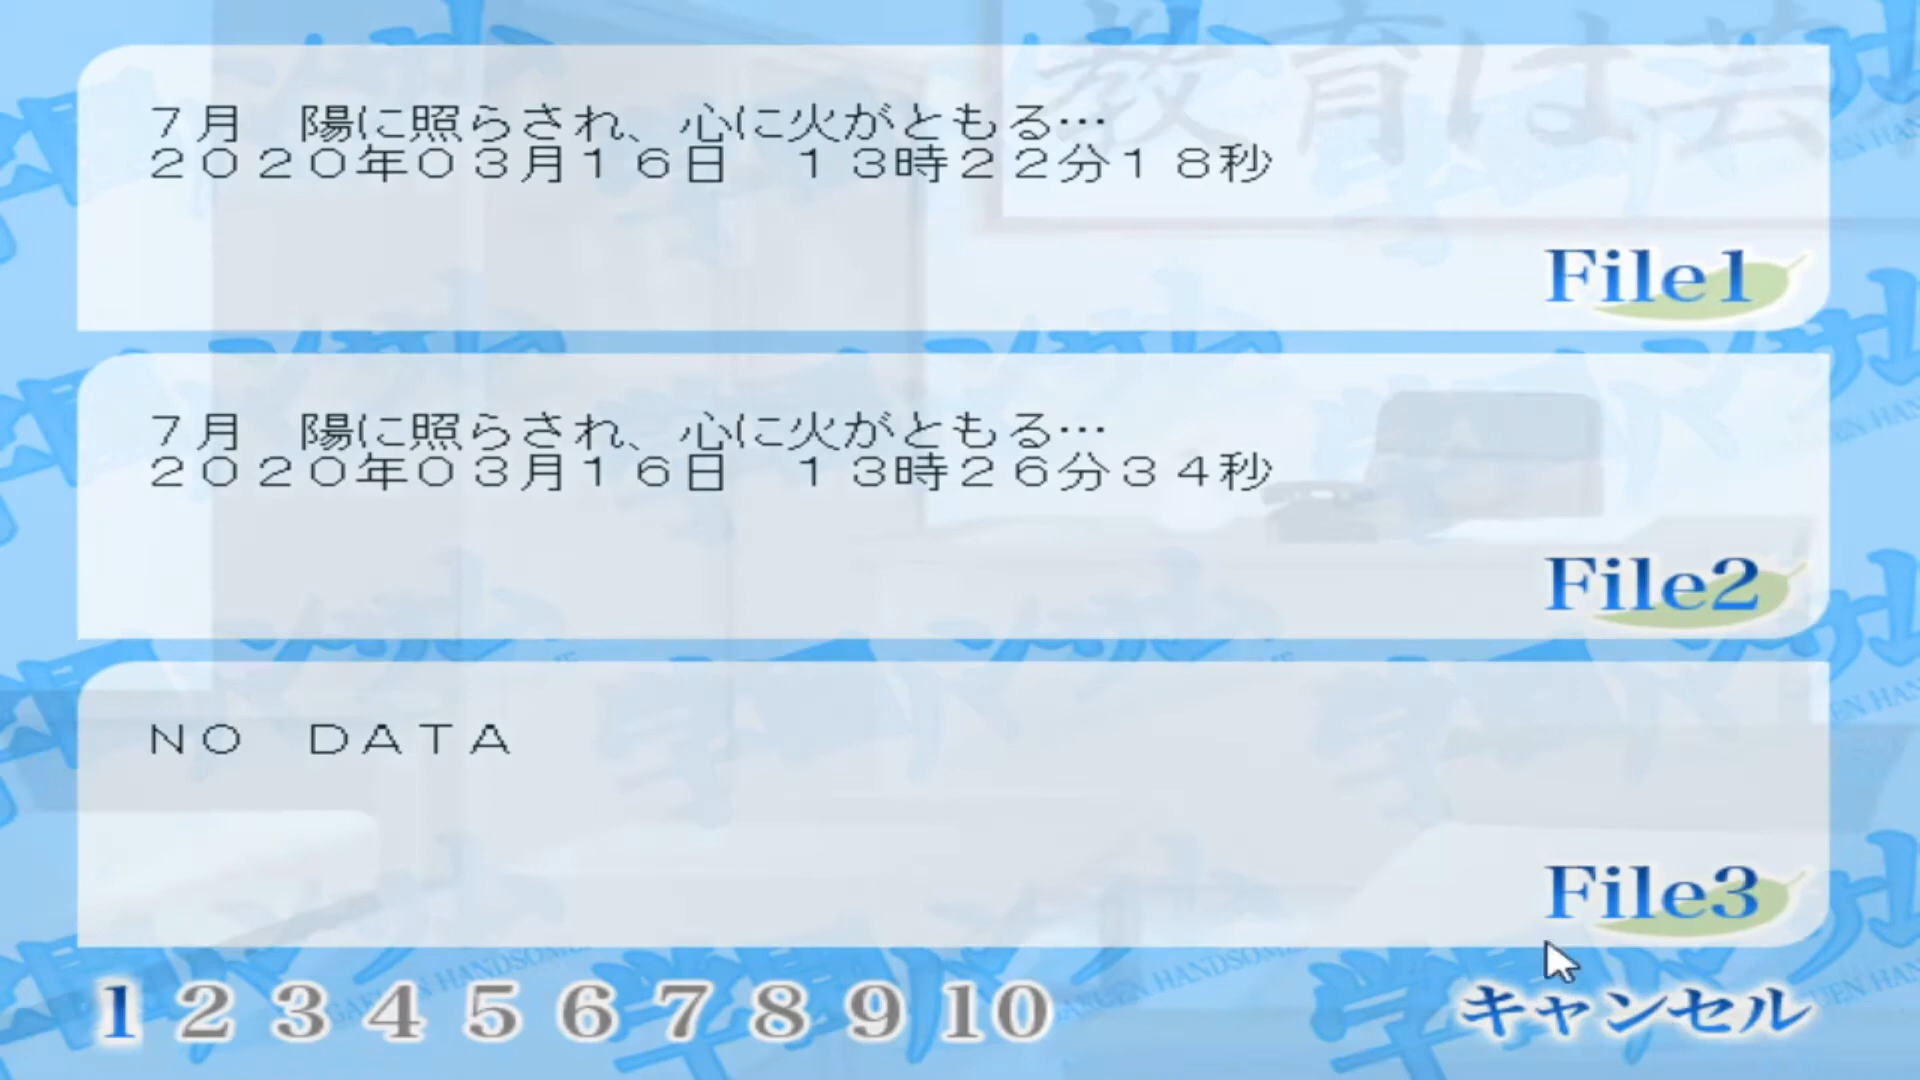 教育は芸
７月　陽に照らされ、心に火がともる…
２０２０年０３月１６日　１３時２２分１８秒
File1
７月　陽に照らされ、心に火がともる…
２０２０年０３月１６日　１３時２６分３４秒
File2
ＮＯ　ＤＡＴＡ
File3
1 2 3 4 5 6 7 8 9 10
キャンセル